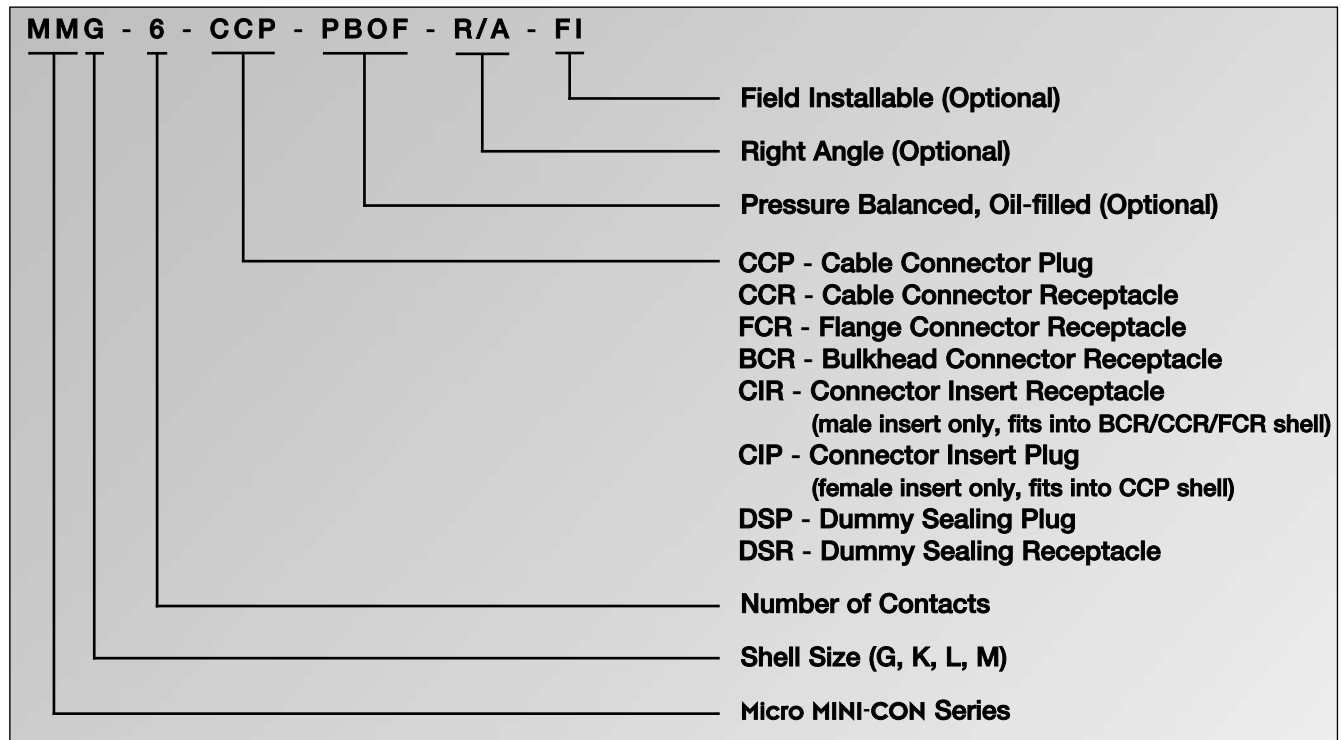 MMG - 6 - CCP - PBOF - R/A - FI
Field Installable (Optional)
Right Angle (Optional)
Pressure Balanced, Oil-filled (Optional)
CCP - Cable Connector Plug
CCR - Cable Connector Receptacle
FCR - Flange Connector Receptacle
BCR - Bulkhead Connector Receptacle
CIR - Connector Insert Receptacle
(male insert only, fits into BCR/CCR/FCR shell)
CIP - Connector Insert Plug
(female insert only, fits into CCP shell)
DSP - Dummy Sealing Plug
DSR - Dummy Sealing Receptacle
Number of Contacts
Shell Size (G, K, L, M)
Micro MINI-CON Series